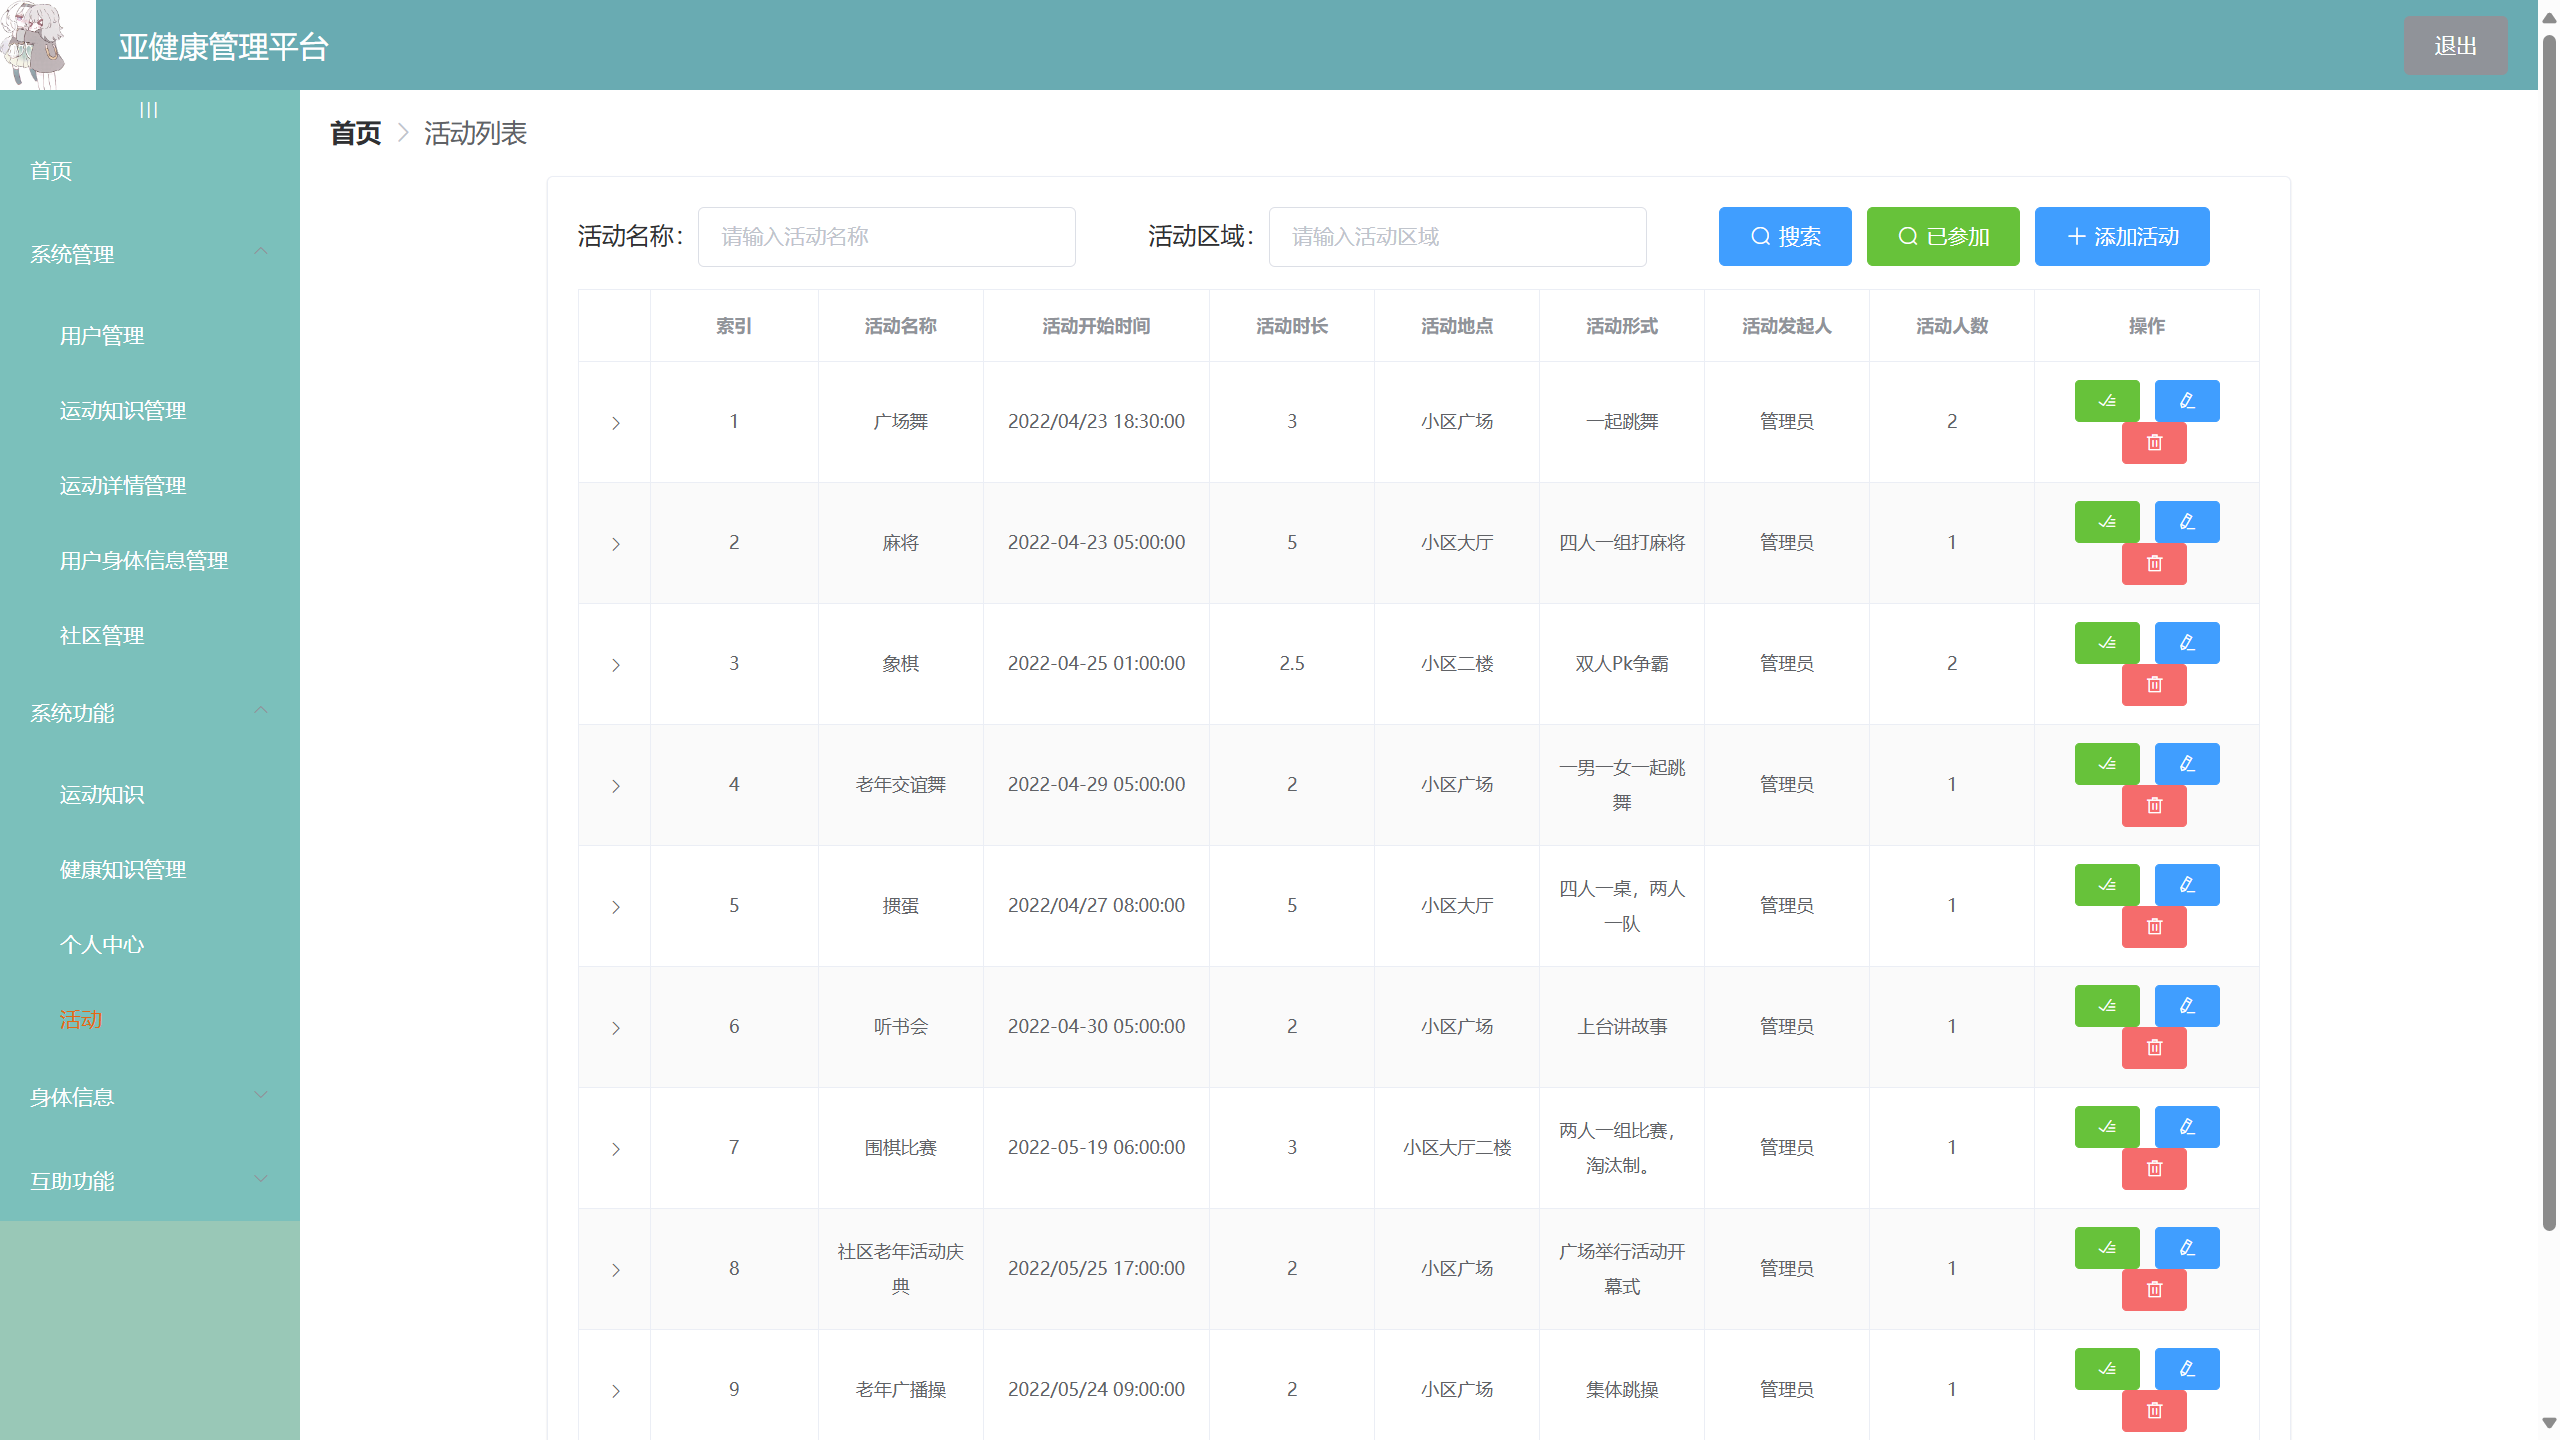 亚健康管理平台
退出
首页
系统管理
用户管理
运动知识管理
运动详情管理
用户身体信息管理
社区管理
系统功能
运动知识
健康知识管理
个人中心
活动
身体信息
互助功能
首页 > 活动列表
活动名称： 请输入活动名称 活动区域： 请输入活动区域 搜索 已参加 添加活动
索引 活动名称 活动开始时间 活动时长 活动地点 活动形式 活动发起人 活动人数 操作
1 广场舞 2022/04/23 18:30:00 3 小区广场 一起跳舞 管理员 2
2 麻将 2022-04-23 05:00:00 5 小区大厅 四人一组打麻将 管理员 1
3 象棋 2022-04-25 01:00:00 2.5 小区二楼 双人Pk争霸 管理员 2
4 老年交谊舞 2022-04-29 05:00:00 2 小区广场 一男一女一起跳舞 管理员 1
5 掼蛋 2022/04/27 08:00:00 5 小区大厅 四人一桌，两人一队 管理员 1
6 听书会 2022-04-30 05:00:00 2 小区广场 上台讲故事 管理员 1
7 围棋比赛 2022-05-19 06:00:00 3 小区大厅二楼 两人一组比赛，淘汰制。 管理员 1
8 社区老年活动庆典 2022/05/25 17:00:00 2 小区广场 广场举行活动开幕式 管理员 1
9 老年广播操 2022/05/24 09:00:00 2 小区广场 集体跳操 管理员 1